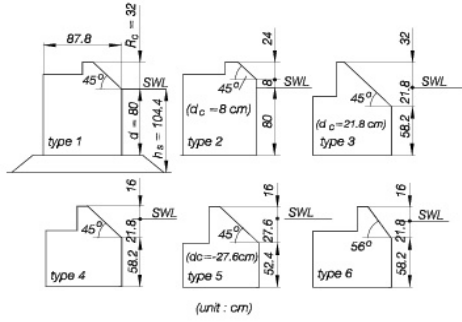 87.8
R_c = 32
45°
SWL
d = 80
h_s = 104.4
type 1
24
8
SWL
45°
(d_c = 8 cm)
80
type 2
32
SWL
21.8
45°
(d_c = 21.8 cm)
58.2
type 3
16
SWL
21.8
45°
58.2
type 4
16
SWL
27.6
45°
(dc=-27.6cm)
52.4
type 5
16
SWL
21.8
56°
58.2
type 6
(unit : cm)